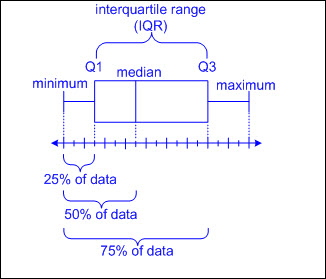 interquartile range
(IQR)
Q1
Q3
minimum
median
maximum
25% of data
50% of data
75% of data